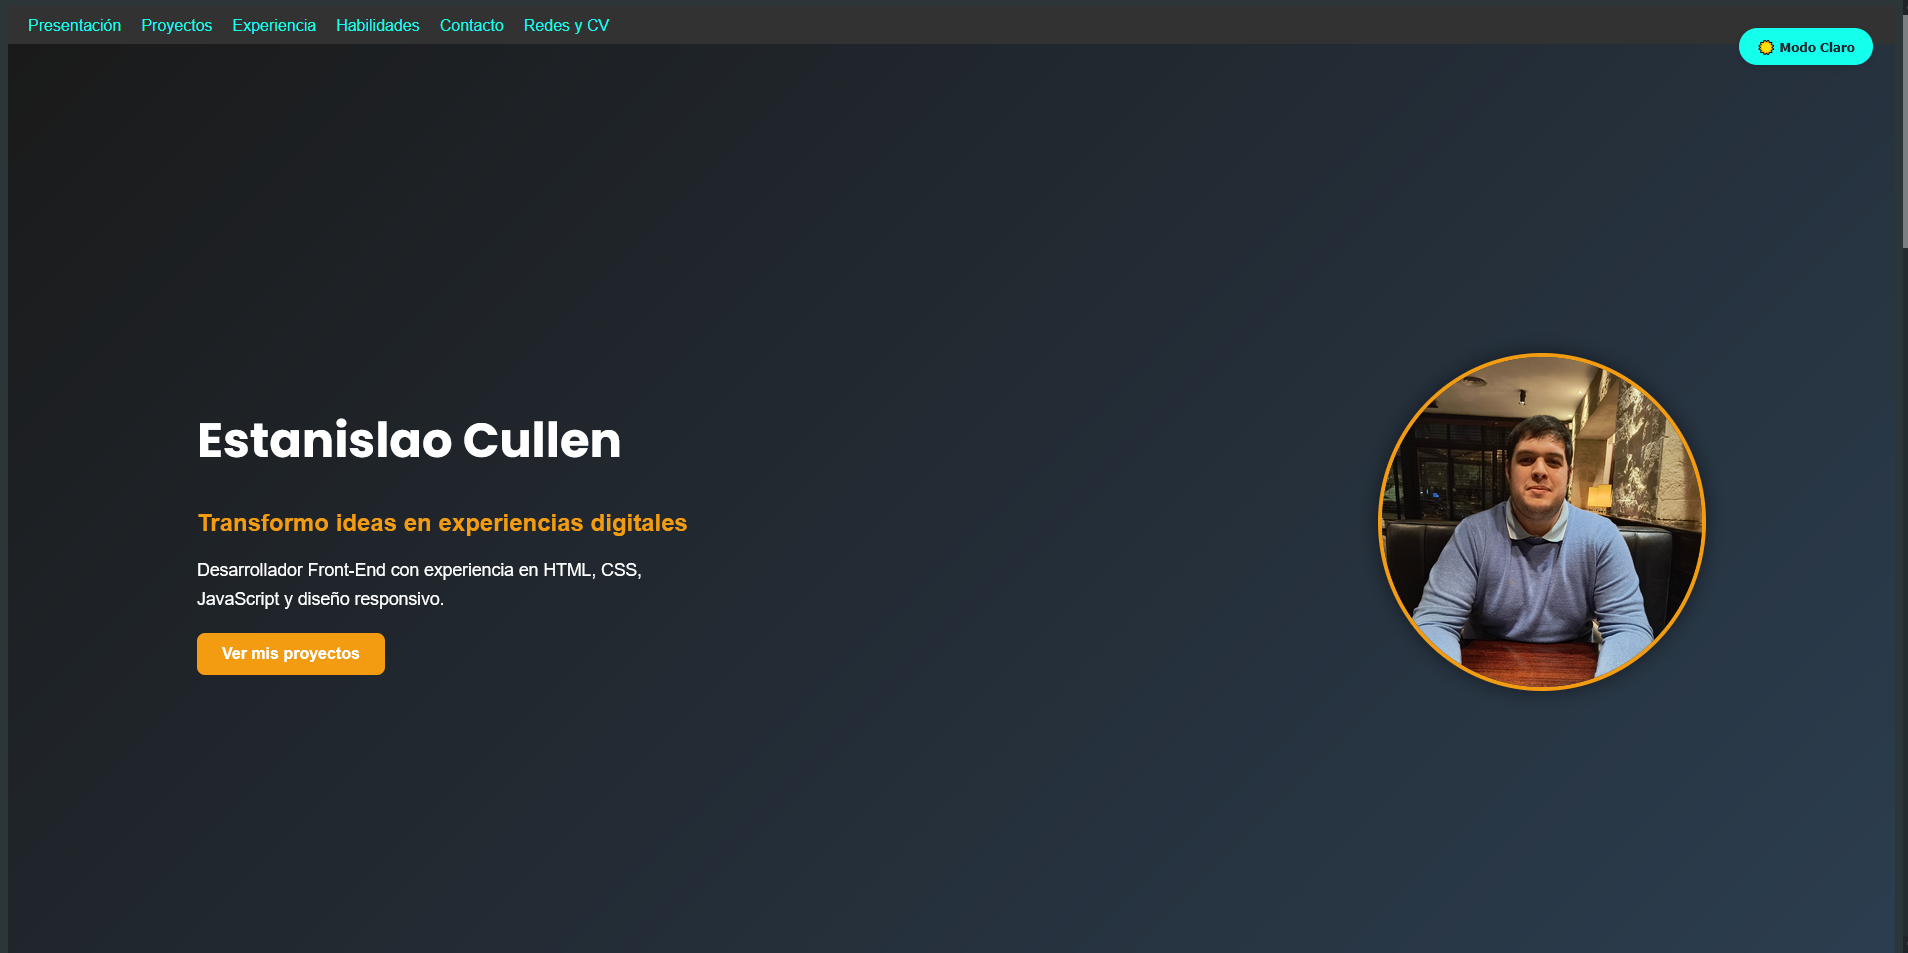 Presentación Proyectos Experiencia Habilidades Contacto Redes y CV
Modo Claro
Estanislao Cullen
Transformo ideas en experiencias digitales
Desarrollador Front-End con experiencia en HTML, CSS,
JavaScript y diseño responsivo.
Ver mis proyectos